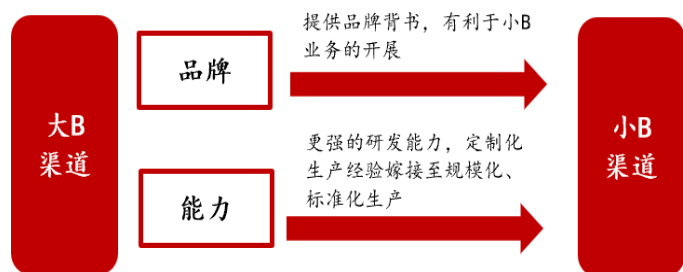 大B
渠道
品牌
提供品牌背书，有利于小B
业务的开展
能力
更强的研发能力，定制化
生产经验嫁接至规模化、
标准化生产
小B
渠道